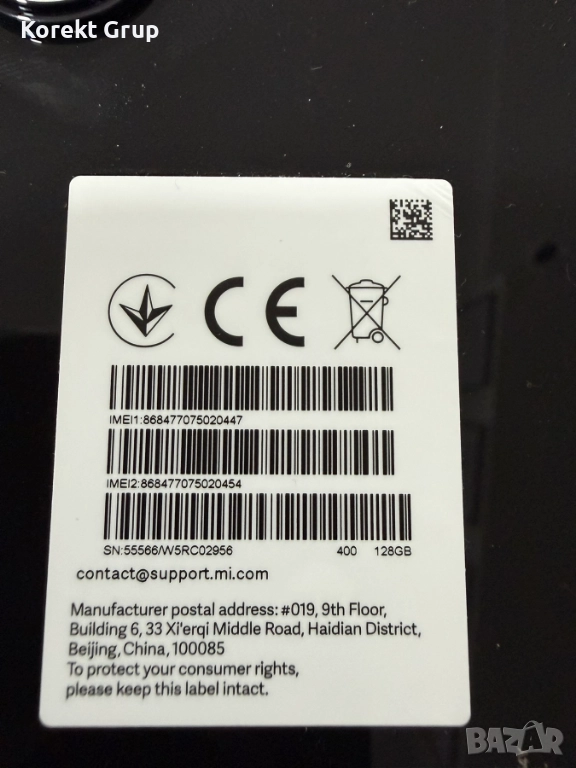 Korekt Grup
CE
IMEI1:868477075020447
IMEI2:868477075020454
SN:55566/W5RC02956 400 128GB
contact@support.mi.com
Manufacturer postal address: #019, 9th Floor,
Building 6, 33 Xi'erqi Middle Road, Haidian District,
Beijing, China, 100085
To protect your consumer rights,
please keep this label intact.
BAZAR